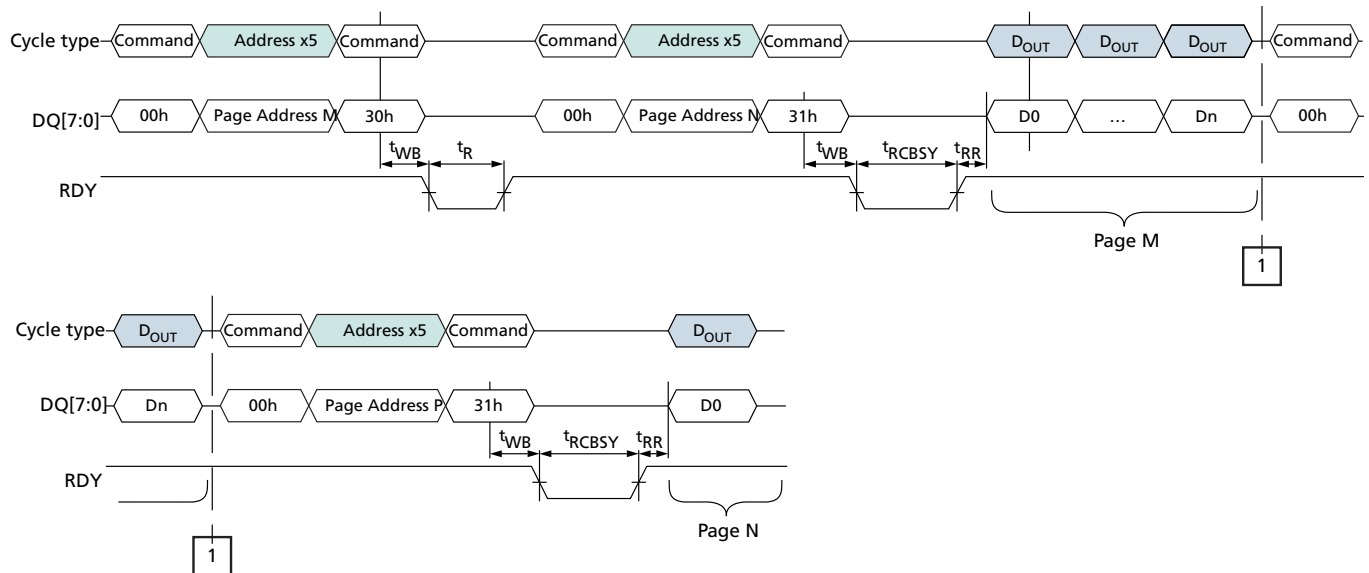 Cycle type Command Address x5 Command Command Address x5 Command DOUT DOUT DOUT Command
DQ[7:0] 00h Page Address M 30h 00h Page Address N 31h D0 … Dn 00h
tWB tR tWB tRCBSY tRR
RDY
Page M
1
Cycle type DOUT Command Address x5 Command DOUT
DQ[7:0] Dn 00h Page Address P 31h D0
tWB tRCBSY tRR
RDY
Page N
1